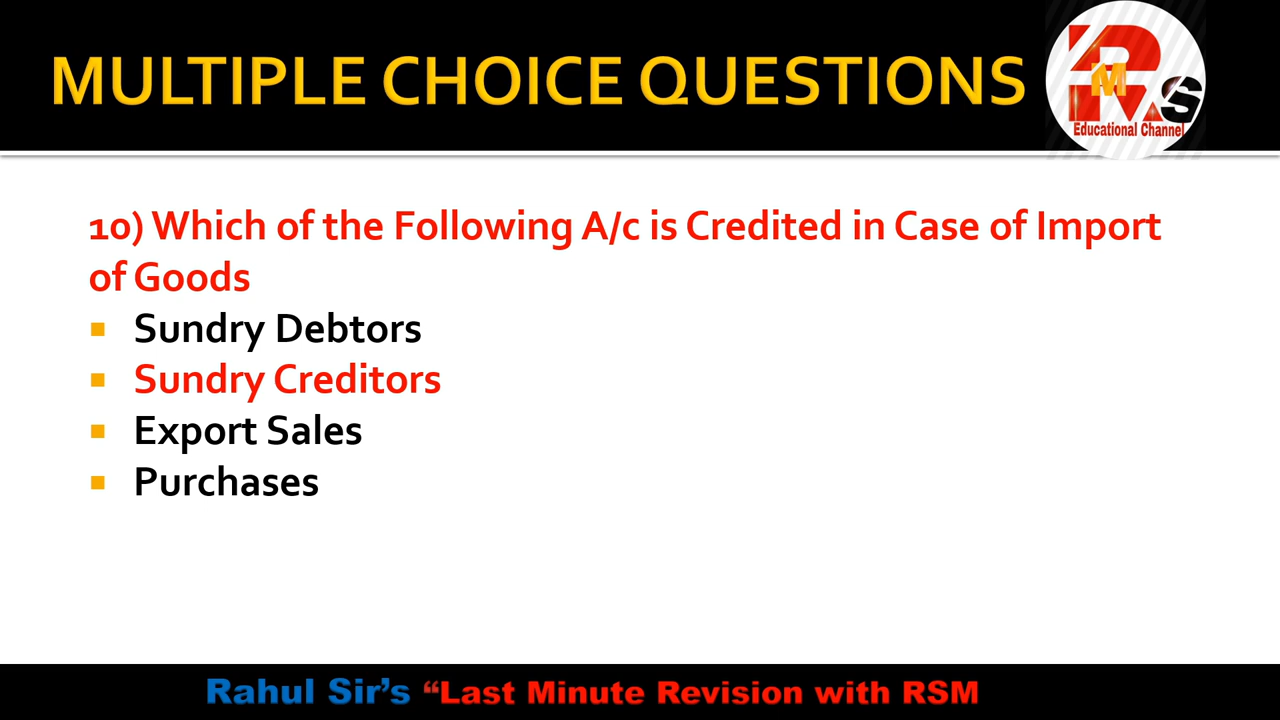 MULTIPLE CHOICE QUESTIONS
RMS
Educational Channel
10) Which of the Following A/c is Credited in Case of Import
of Goods
Sundry Debtors
Sundry Creditors
Export Sales
Purchases
Rahul Sir’s “Last Minute Revision with RSM